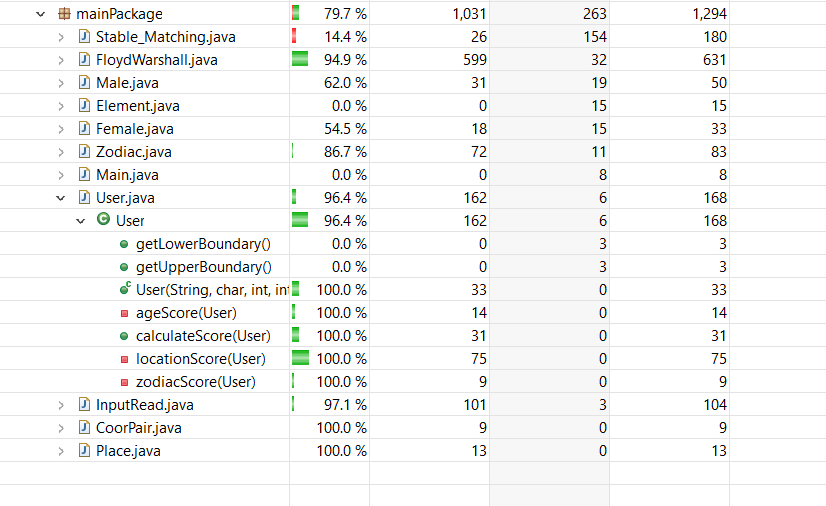 mainPackage 79.7 % 1,031 263 1,294
Stable_Matching.java 14.4 % 26 154 180
FloydWarshall.java 94.9 % 599 32 631
Male.java 62.0 % 31 19 50
Element.java 0.0 % 0 15 15
Female.java 54.5 % 18 15 33
Zodiac.java 86.7 % 72 11 83
Main.java 0.0 % 0 8 8
User.java 96.4 % 162 6 168
User 96.4 % 162 6 168
getLowerBoundary() 0.0 % 0 3 3
getUpperBoundary() 0.0 % 0 3 3
User(String, char, int, int 100.0 % 33 0 33
ageScore(User) 100.0 % 14 0 14
calculateScore(User) 100.0 % 31 0 31
locationScore(User) 100.0 % 75 0 75
zodiacScore(User) 100.0 % 9 0 9
InputRead.java 97.1 % 101 3 104
CoorPair.java 100.0 % 9 0 9
Place.java 100.0 % 13 0 13